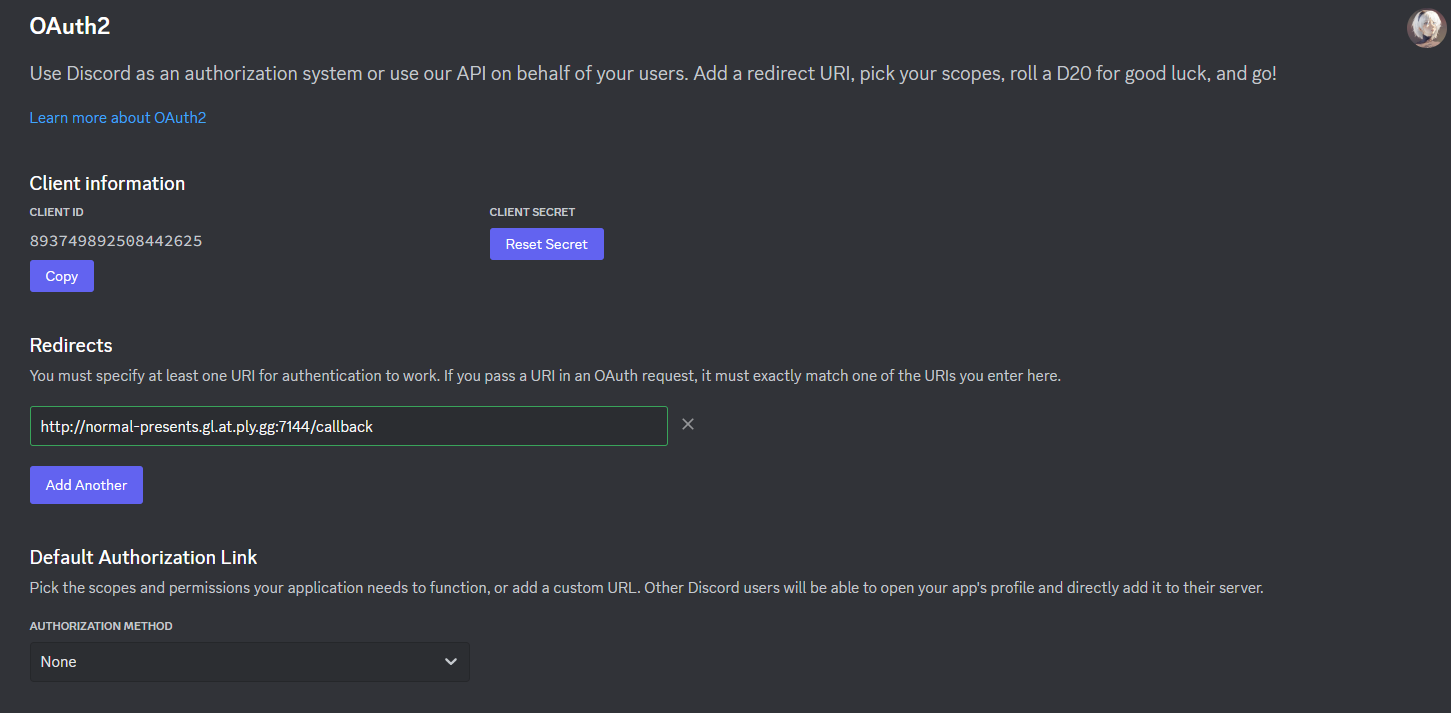 OAuth2
Use Discord as an authorization system or use our API on behalf of your users. Add a redirect URI, pick your scopes, roll a D20 for good luck, and go!
Learn more about OAuth2
Client information
CLIENT ID
893749892508442625
Copy
CLIENT SECRET
Reset Secret
Redirects
You must specify at least one URI for authentication to work. If you pass a URI in an OAuth request, it must exactly match one of the URIs you enter here.
http://normal-presents.gl.at.ply.gg:7144/callback
Add Another
Default Authorization Link
Pick the scopes and permissions your application needs to function, or add a custom URL. Other Discord users will be able to open your app's profile and directly add it to their server.
AUTHORIZATION METHOD
None